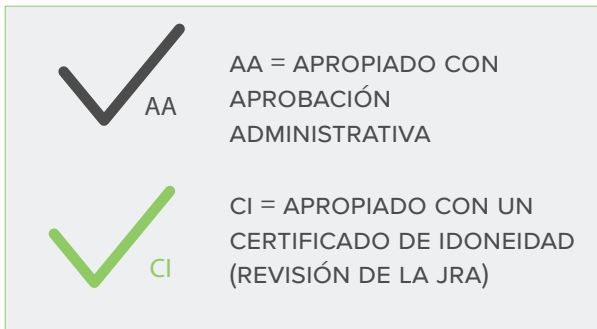 AA
AA = APROPIADO CON
APROBACIÓN
ADMINISTRATIVA
CI
CI = APROPIADO CON UN
CERTIFICADO DE IDONEIDAD
(REVISIÓN DE LA JRA)